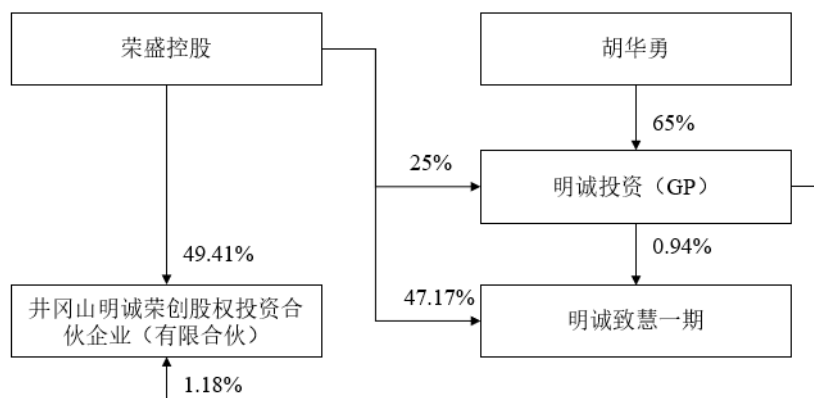 荣盛控股
胡华勇
65%
25%
明诚投资（GP）
49.41%
0.94%
47.17%
井冈山明诚荣创股权投资合
伙企业（有限合伙）
明诚致慧一期
1.18%